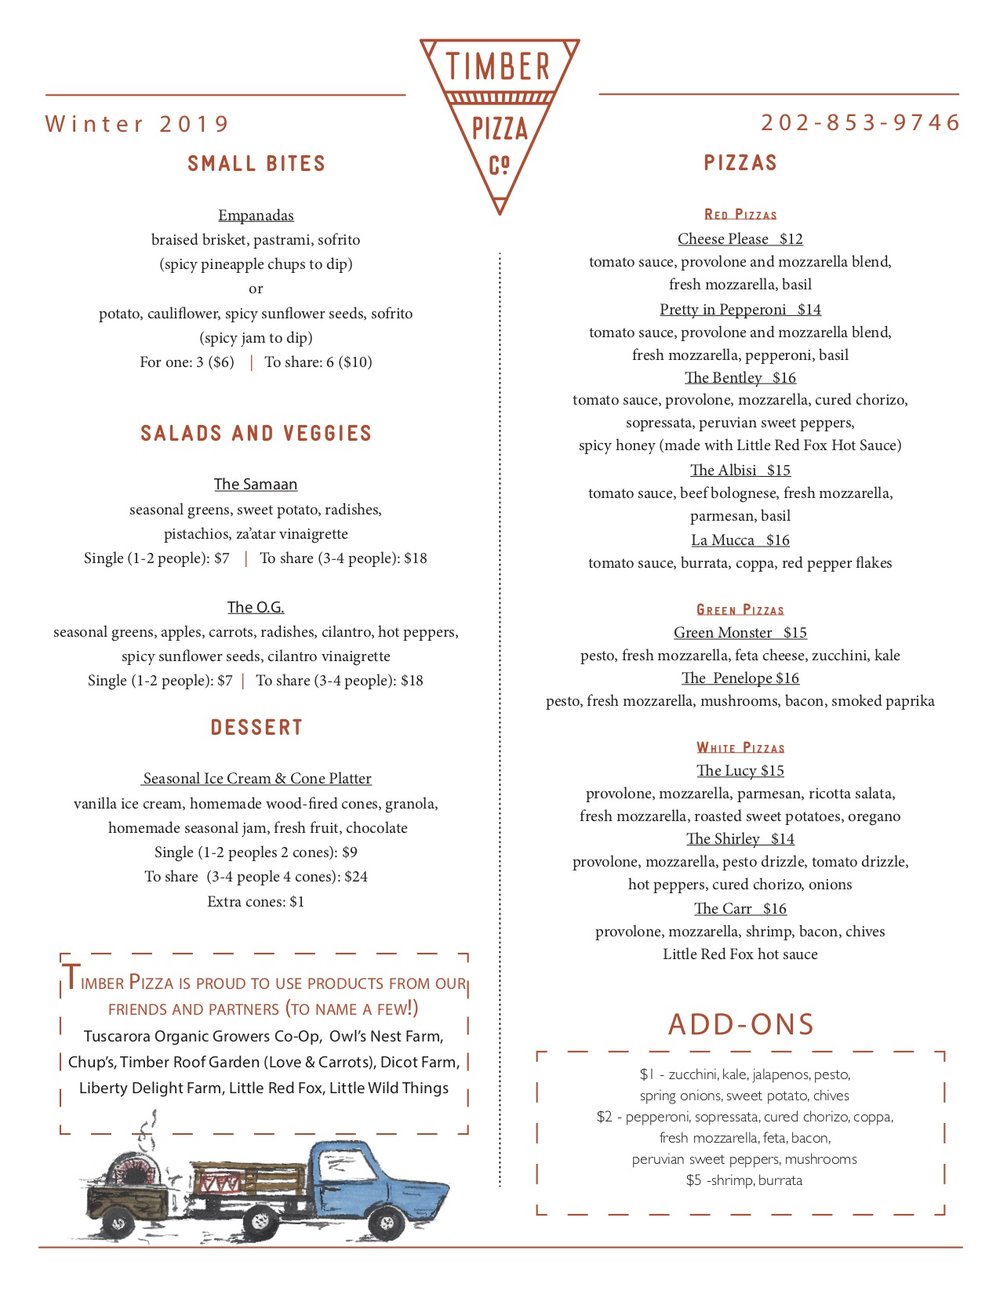 TIMBER
PIZZA
Co
Winter 2019
202-853-9746
SMALL BITES
Empanadas
braised brisket, pastrami, sofrito
(spicy pineapple chups to dip)
or
potato, cauliflower, spicy sunflower seeds, sofrito
(spicy jam to dip)
For one: 3 ($6) | To share: 6 ($10)
SALADS AND VEGGIES
The Samaan
seasonal greens, sweet potato, radishes,
pistachios, za'atar vinaigrette
Single (1-2 people): $7 | To share (3-4 people): $18
The O.G.
seasonal greens, apples, carrots, radishes, cilantro, hot peppers,
spicy sunflower seeds, cilantro vinaigrette
Single (1-2 people): $7 | To share (3-4 people): $18
DESSERT
Seasonal Ice Cream & Cone Platter
vanilla ice cream, homemade wood-fired cones, granola,
homemade seasonal jam, fresh fruit, chocolate
Single (1-2 peoples 2 cones): $9
To share (3-4 people 4 cones): $24
Extra cones: $1
Timber Pizza is proud to use products from our
friends and partners (to name a few!)
Tuscarora Organic Growers Co-Op, Owl's Nest Farm,
Chup's, Timber Roof Garden (Love & Carrots), Dicot Farm,
Liberty Delight Farm, Little Red Fox, Little Wild Things
PIZZAS
Red Pizzas
Cheese Please $12
tomato sauce, provolone and mozzarella blend,
fresh mozzarella, basil
Pretty in Pepperoni $14
tomato sauce, provolone and mozzarella blend,
fresh mozzarella, pepperoni, basil
The Bentley $16
tomato sauce, provolone, mozzarella, cured chorizo,
sopressata, peruvian sweet peppers,
spicy honey (made with Little Red Fox Hot Sauce)
The Albisi $15
tomato sauce, beef bolognese, fresh mozzarella,
parmesan, basil
La Mucca $16
tomato sauce, burrata, coppa, red pepper flakes
Green Pizzas
Green Monster $15
pesto, fresh mozzarella, feta cheese, zucchini, kale
The Penelope $16
pesto, fresh mozzarella, mushrooms, bacon, smoked paprika
White Pizzas
The Lucy $15
provolone, mozzarella, parmesan, ricotta salata,
fresh mozzarella, roasted sweet potatoes, oregano
The Shirley $14
provolone, mozzarella, pesto drizzle, tomato drizzle,
hot peppers, cured chorizo, onions
The Carr $16
provolone, mozzarella, shrimp, bacon, chives
Little Red Fox hot sauce
ADD-ONS
$1 - zucchini, kale, jalapenos, pesto,
spring onions, sweet potato, chives
$2 - pepperoni, sopressata, cured chorizo, coppa,
fresh mozzarella, feta, bacon,
peruvian sweet peppers, mushrooms
$5 -shrimp, burrata